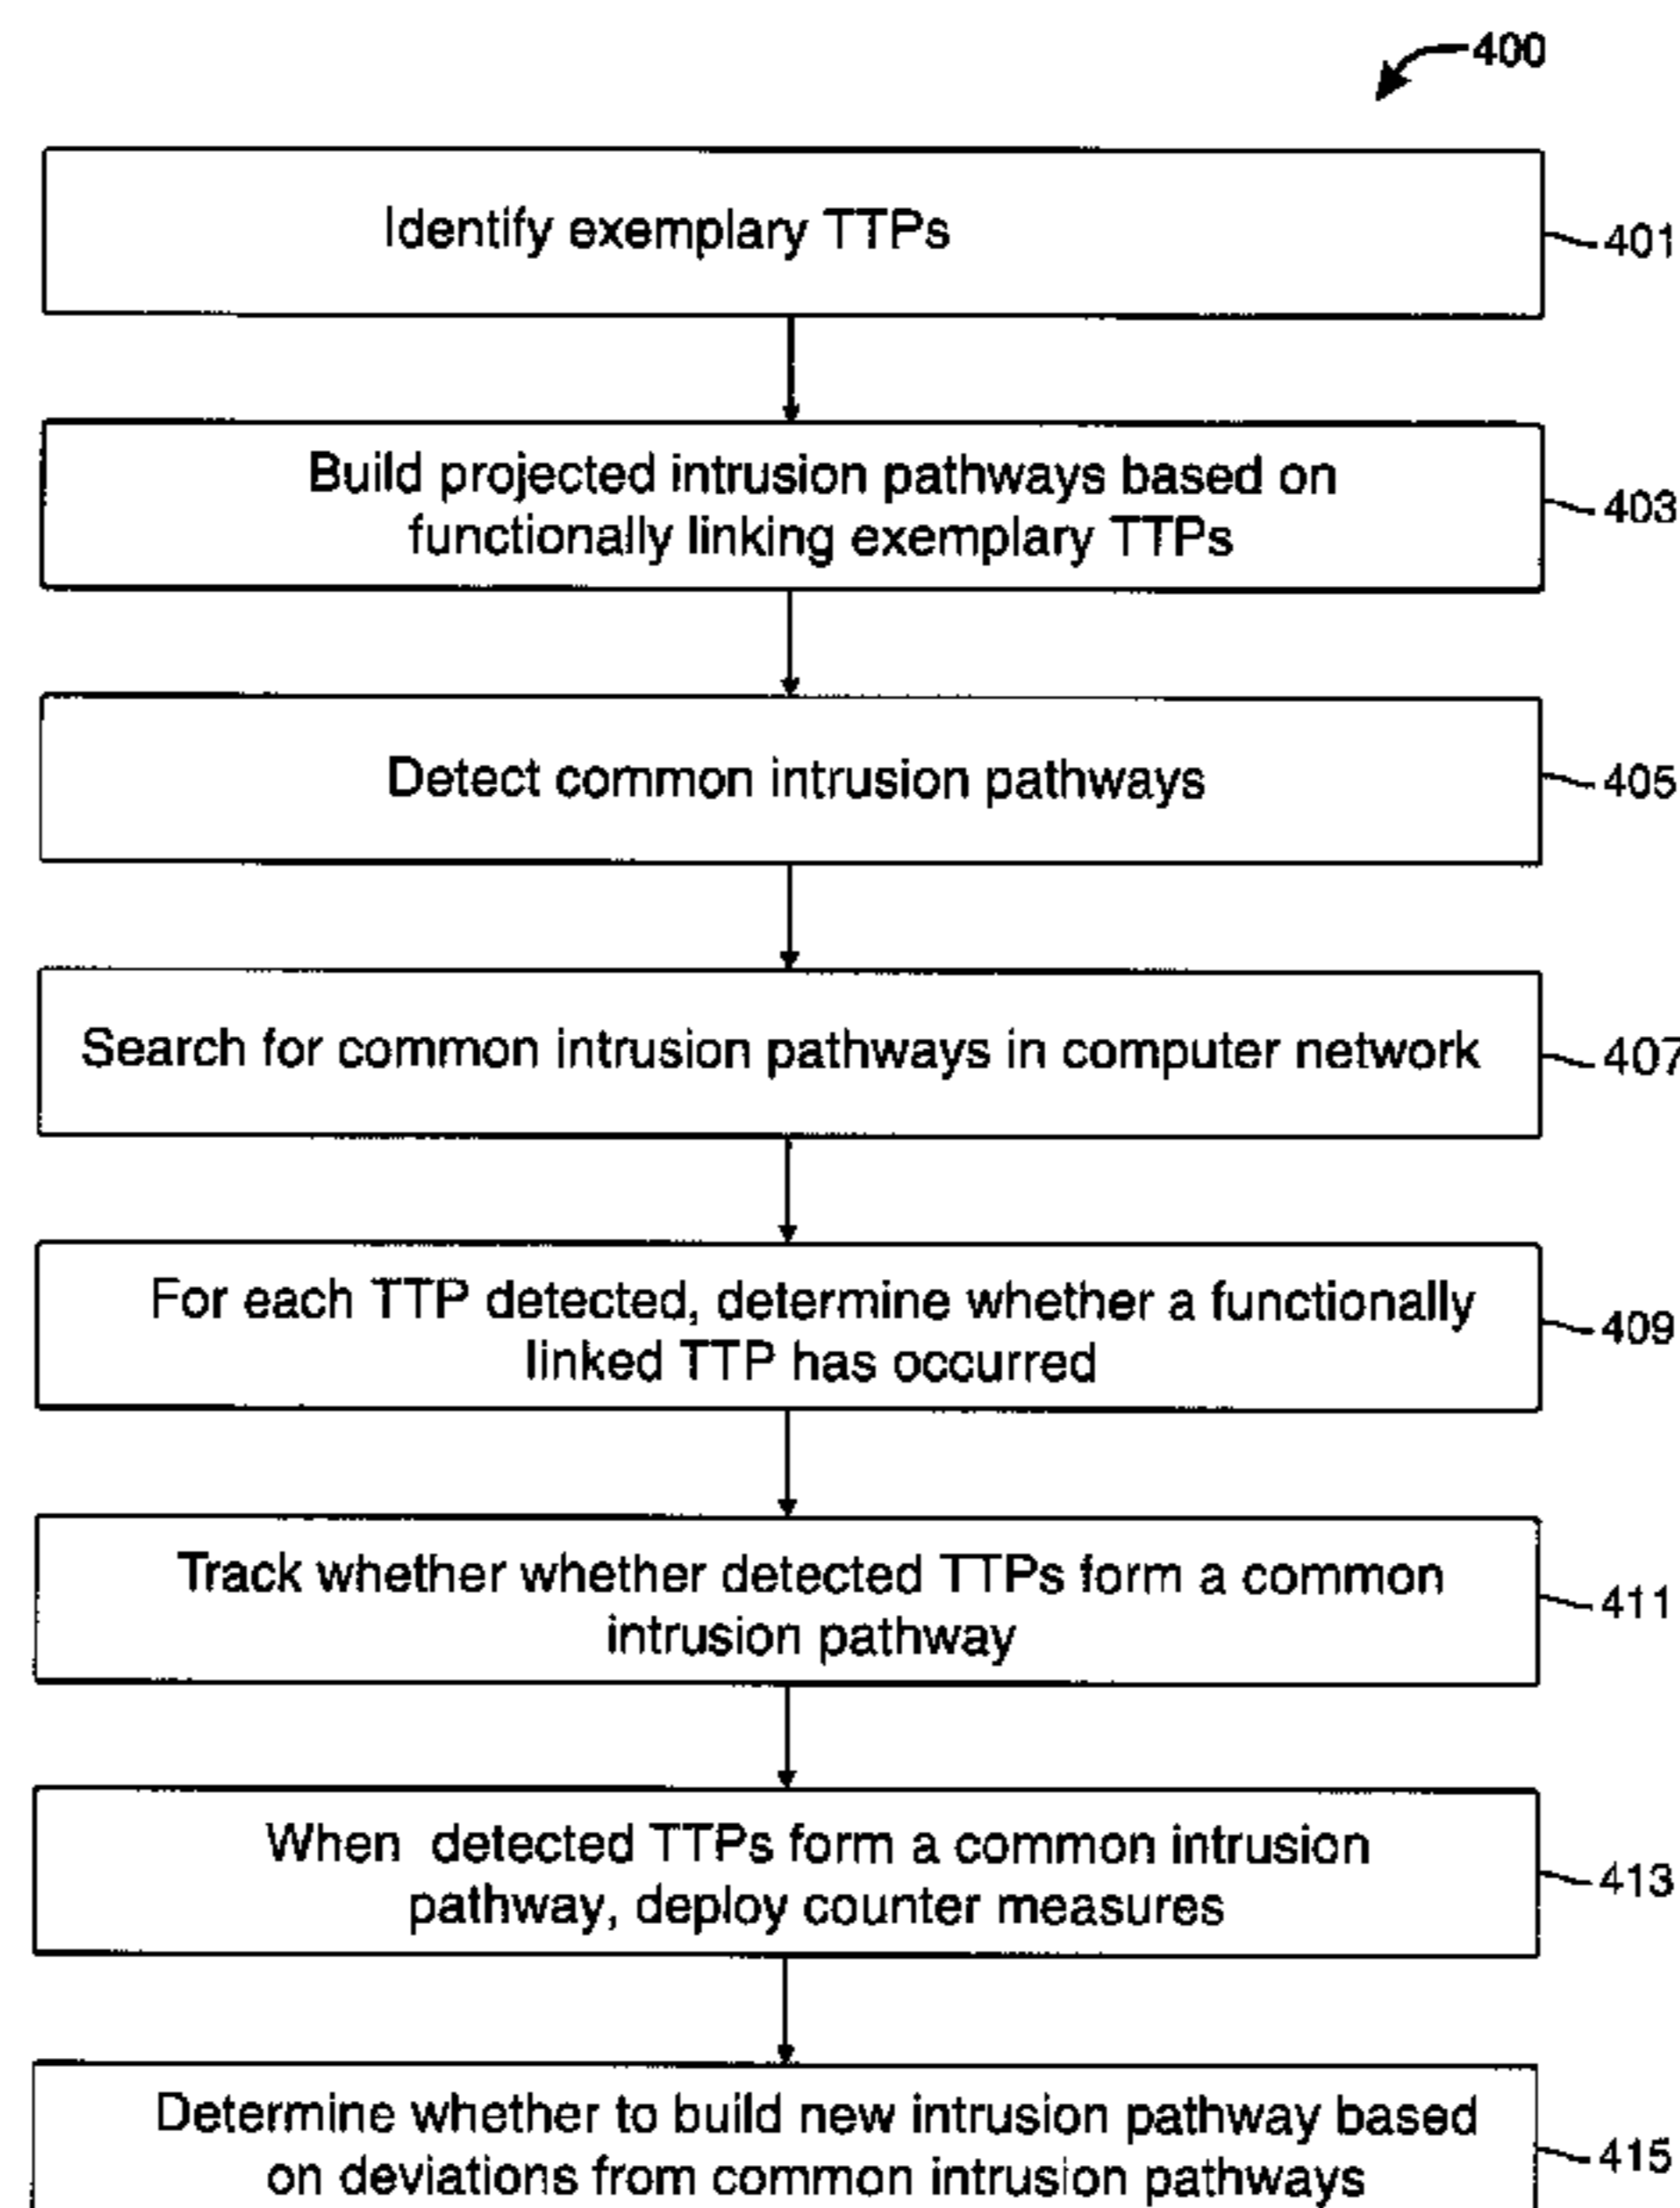 400
Identify exemplary TTPs
401
Build projected intrusion pathways based on
functionally linking exemplary TTPs
403
Detect common intrusion pathways
405
Search for common intrusion pathways in computer network
407
For each TTP detected, determine whether a functionally
linked TTP has occurred
409
Track whether whether detected TTPs form a common
intrusion pathway
411
When detected TTPs form a common intrusion
pathway, deploy counter measures
413
Determine whether to build new intrusion pathway based
on deviations from common intrusion pathways
415